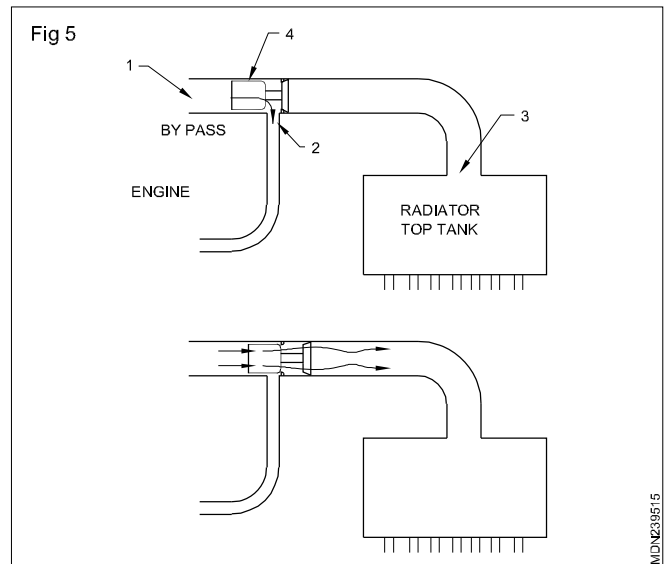 Fig 5
4
1
3
BY PASS
2
ENGINE
RADIATOR
TOP TANK
MDN239515